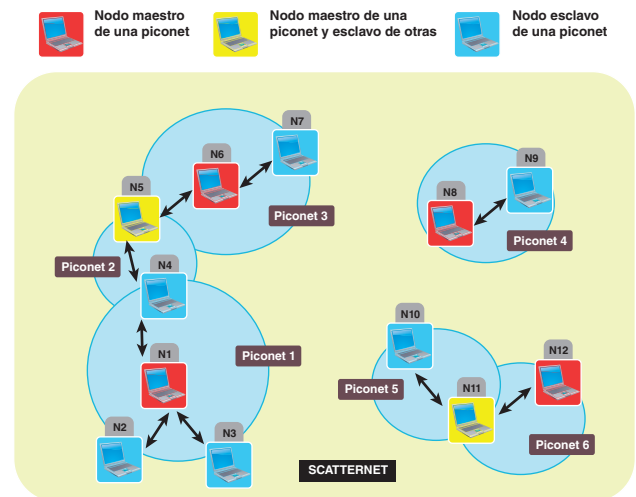 Nodo maestro
de una piconet
Nodo maestro de una
piconet y esclavo de otras
Nodo esclavo
de una piconet
N7
N6
N5
Piconet 3
N9
N8
Piconet 4
Piconet 2
N4
N10
N1
Piconet 1
N12
Piconet 5
N11
N2
N3
Piconet 6
SCATTERNET